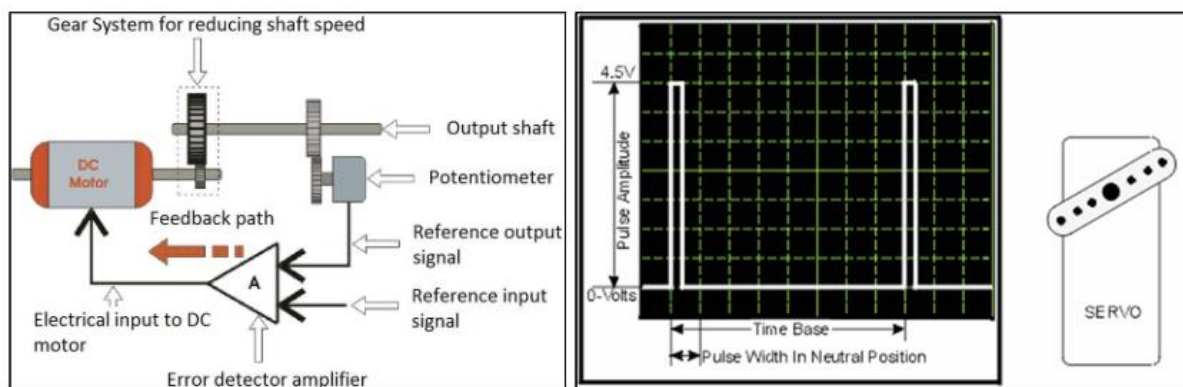 Gear System for reducing shaft speed
DC
Motor
Output shaft
Potentiometer
Feedback path
Reference output
signal
A
Reference input
signal
Electrical input to DC
motor
Error detector amplifier
4.5V
Pulse Amplitude
0-Volts
Time Base
Pulse Width In Neutral Position
SERVO